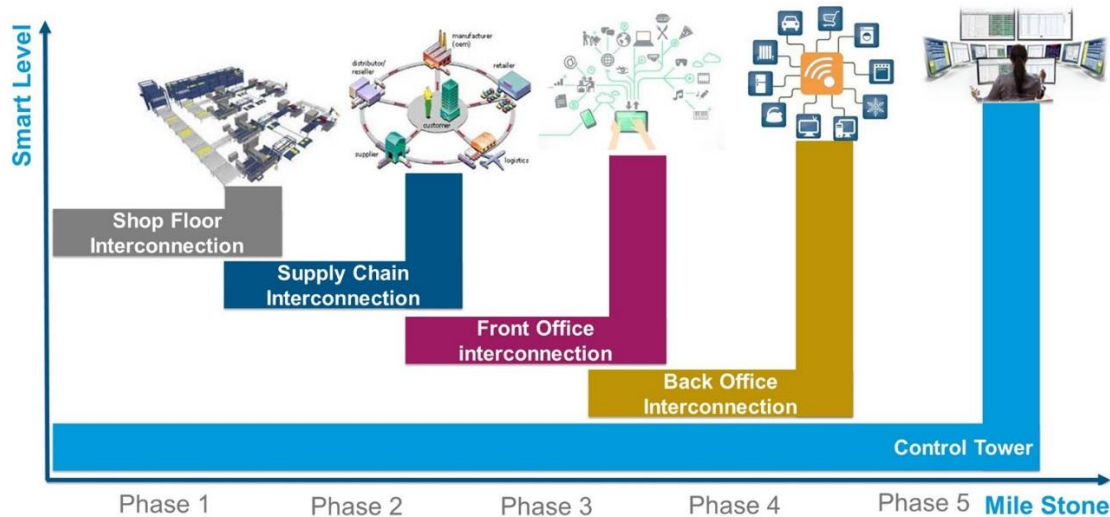 Smart Level
manufacturer
(oem)
distributor/
reseller
retailer
customer
supplier
logistics
Shop Floor
Interconnection
Supply Chain
Interconnection
Front Office
interconnection
Back Office
Interconnection
Control Tower
Phase 1
Phase 2
Phase 3
Phase 4
Phase 5
Mile Stone